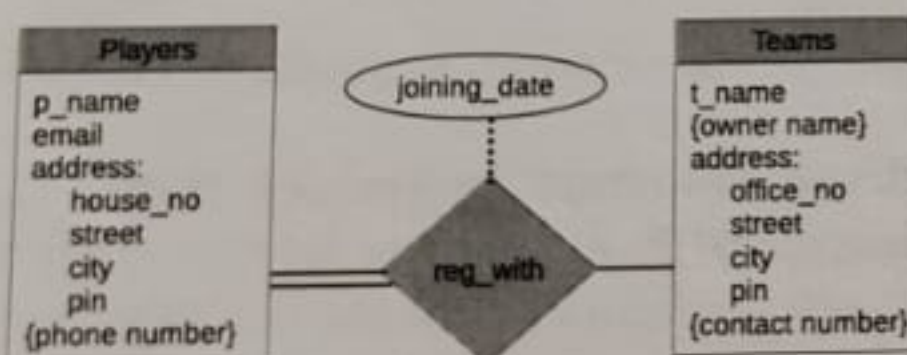 Players
p_name
email
address:
house_no
street
city
pin
{phone number}
joining_date
reg_with
Teams
t_name
{owner name}
address:
office_no
street
city
pin
{contact number}